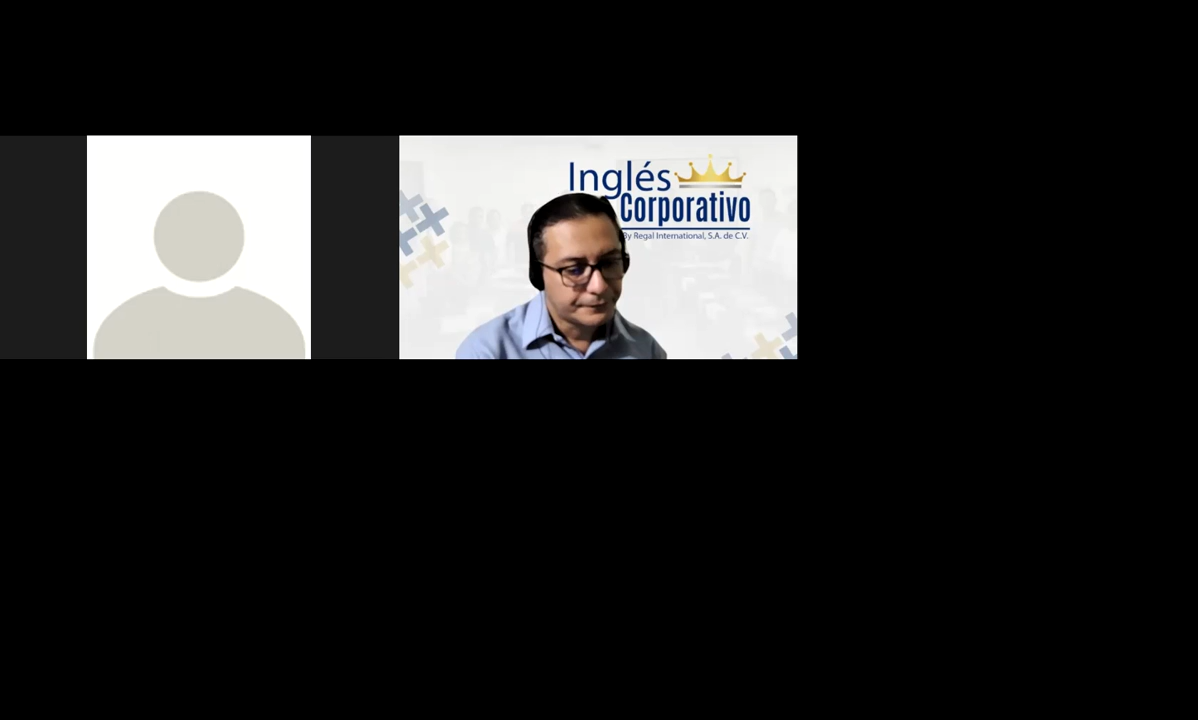 Inglés
Corporativo
By Regal International, S.A. de C.V.